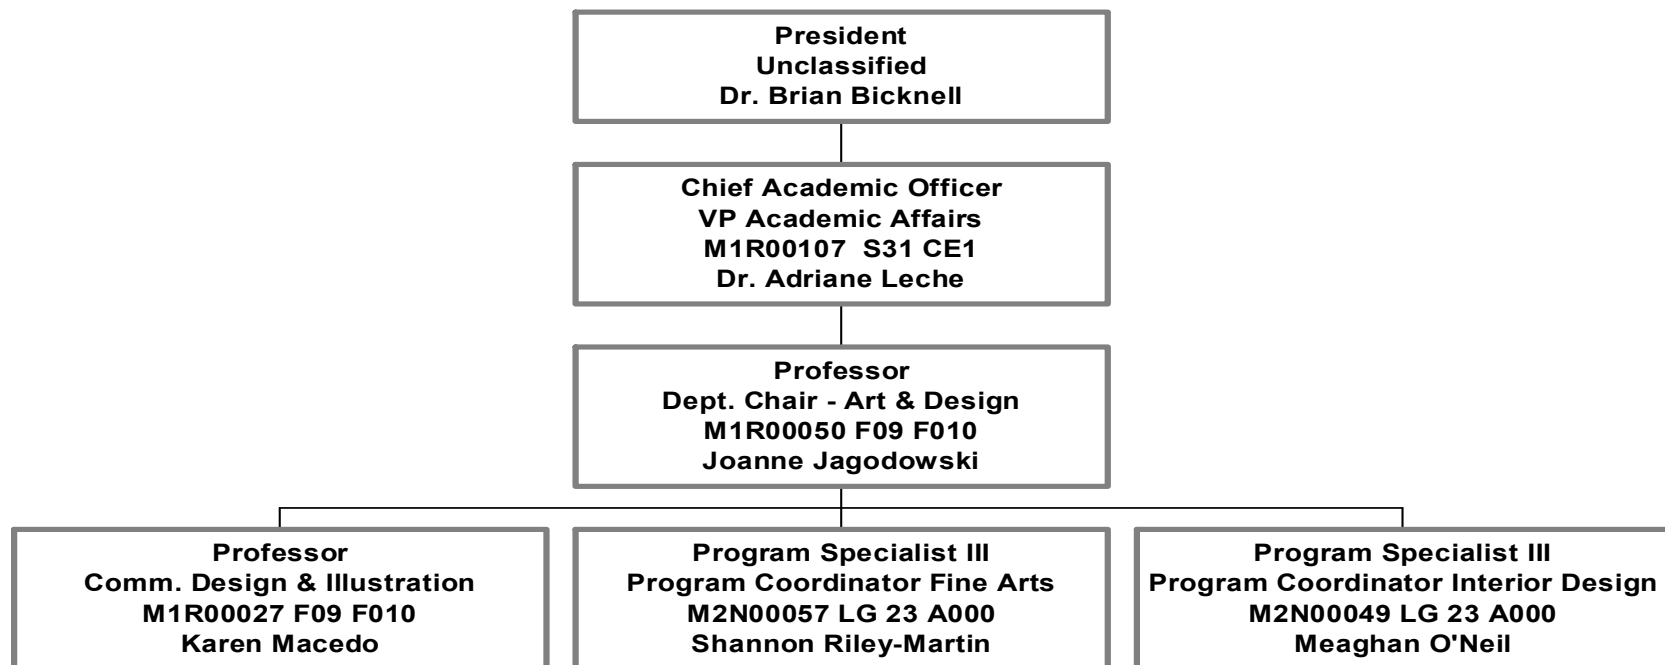 President
Unclassified
Dr. Brian Bicknell
Chief Academic Officer
VP Academic Affairs
M1R00107  S31 CE1
Dr. Adriane Leche
Professor
Dept. Chair - Art & Design
M1R00050 F09 F010
Joanne Jagodowski
Professor
Comm. Design & Illustration
M1R00027 F09 F010
Karen Macedo
Program Specialist III
Program Coordinator Fine Arts
M2N00057 LG 23 A000
Shannon Riley-Martin
Program Specialist III
Program Coordinator Interior Design
M2N00049 LG 23 A000
Meaghan O'Neil